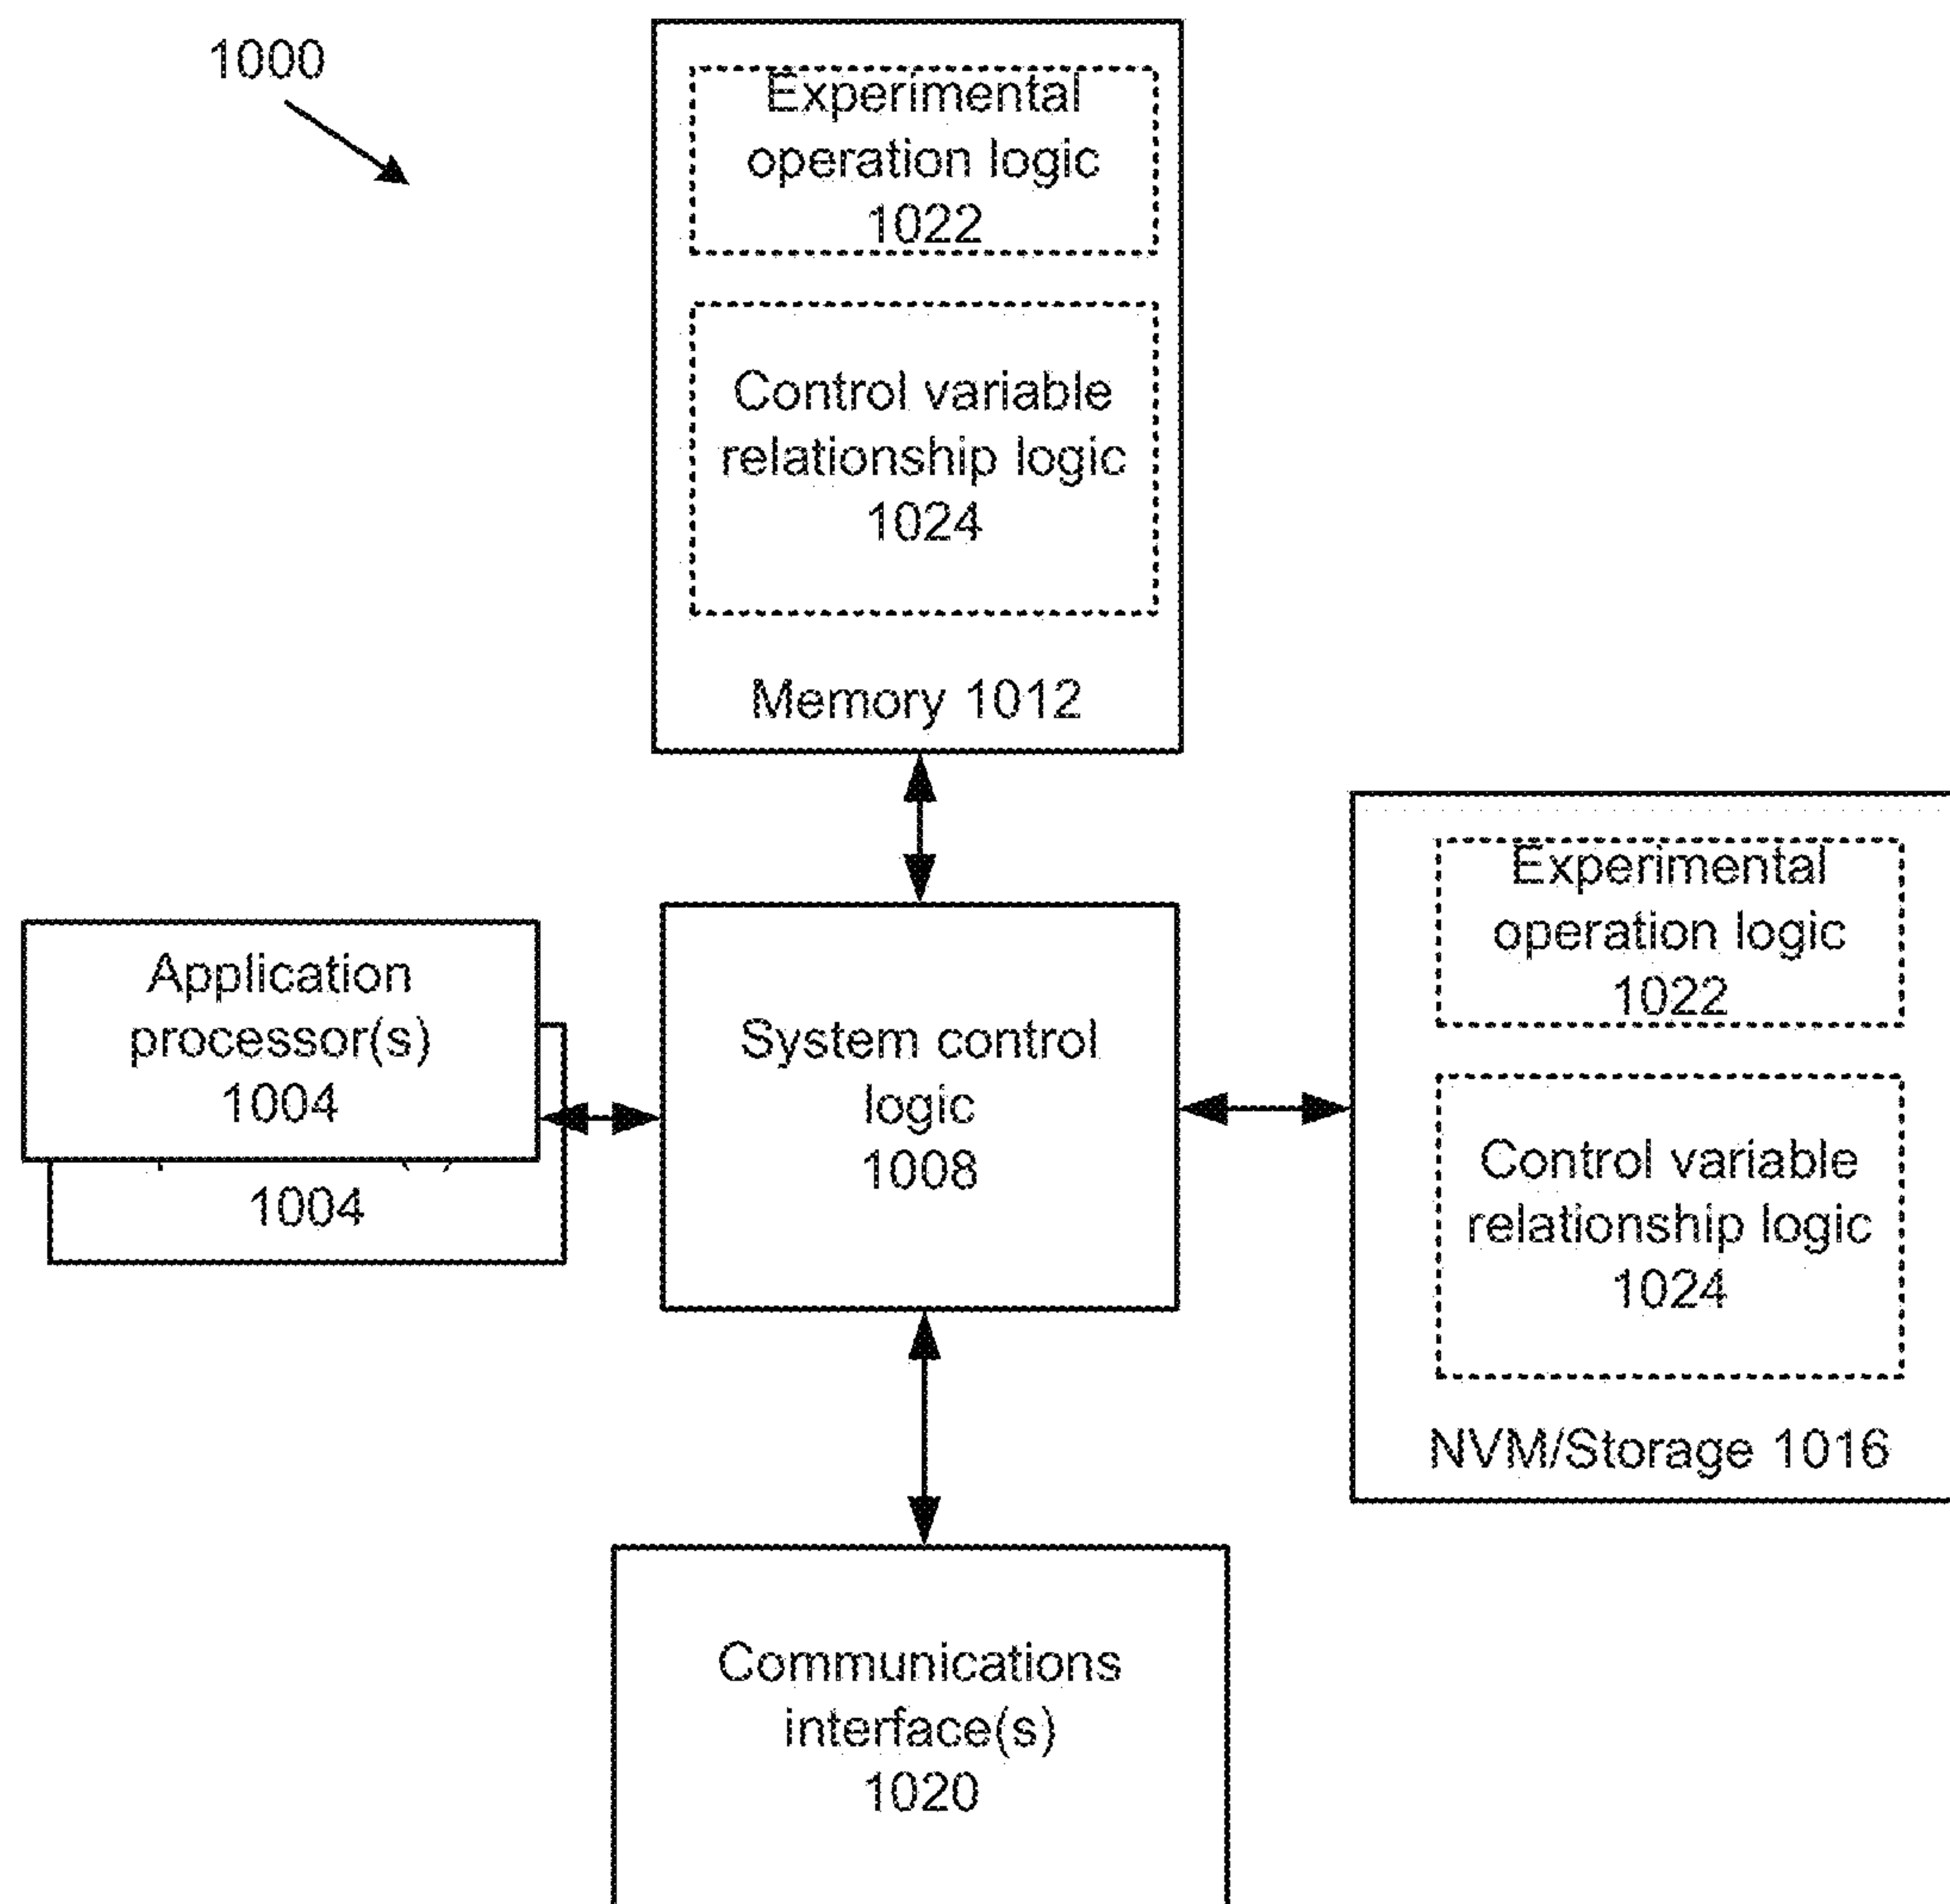 1000
Experimental
operation logic
1022
Control variable
relationship logic
1024
Memory 1012
Application
processor(s)
1004
1004
System control
logic
1008
Experimental
operation logic
1022
Control variable
relationship logic
1024
NVM/Storage 1016
Communications
interface(s)
1020